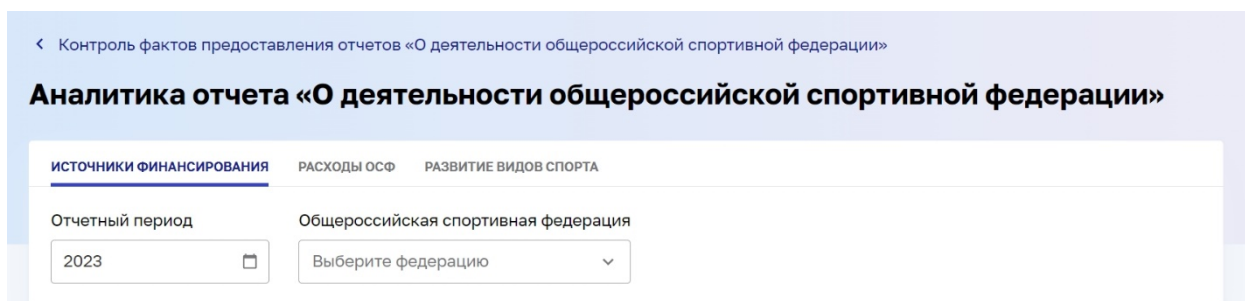 Контроль фактов предоставления отчетов «О деятельности общероссийской спортивной федерации»
Аналитика отчета «О деятельности общероссийской спортивной федерации»
ИСТОЧНИКИ ФИНАНСИРОВАНИЯ РАСХОДЫ ОСФ РАЗВИТИЕ ВИДОВ СПОРТА
Отчетный период Общероссийская спортивная федерация
2023 Выберите федерацию